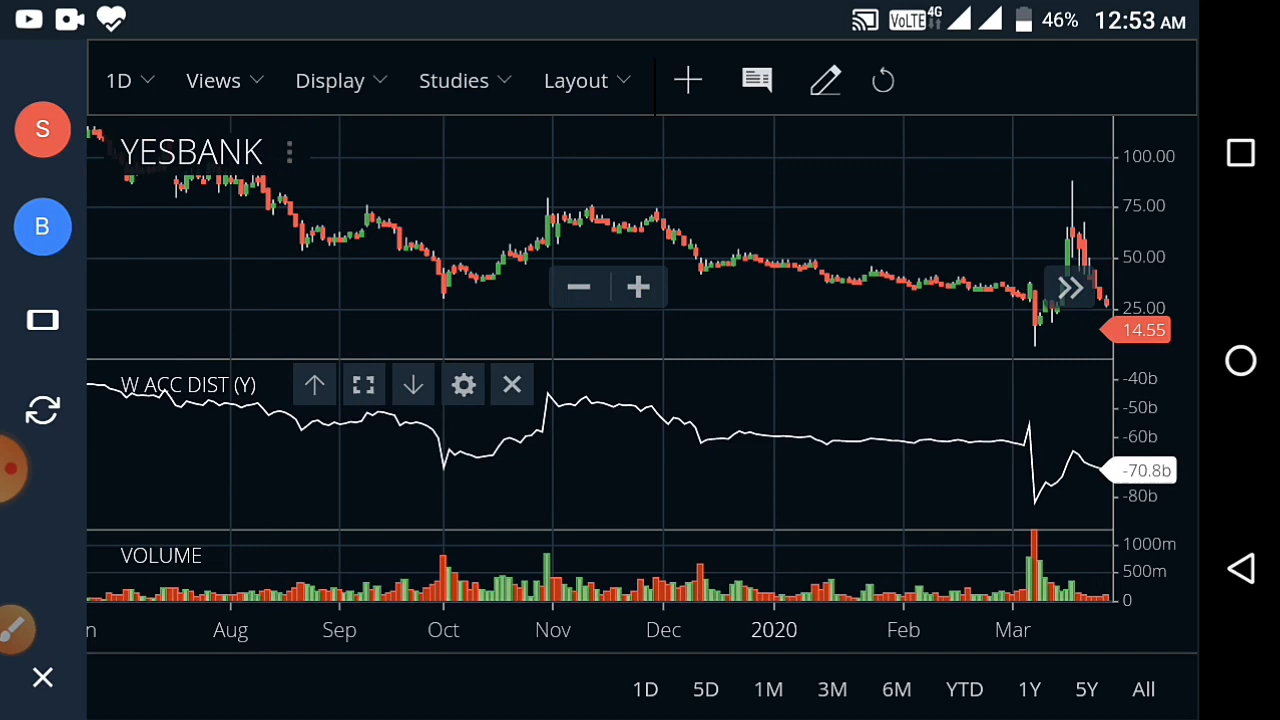 VoLTE 4G 46% 12:53 AM
1D Views Display Studies Layout
S
YESBANK
100.00
75.00
B
50.00
25.00
14.55
W ACC DIST (Y)
-40b
-50b
-60b
-70.8b
-80b
VOLUME
1000m
500m
0
n Aug Sep Oct Nov Dec 2020 Feb Mar
1D 5D 1M 3M 6M YTD 1Y 5Y All